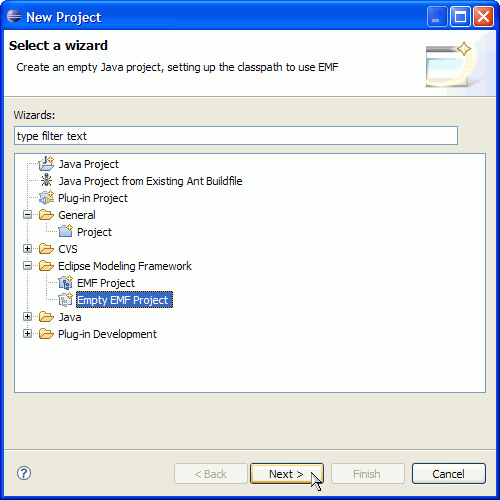 New Project
Select a wizard
Create an empty Java project, setting up the classpath to use EMF
Wizards:
type filter text
Java Project
Java Project from Existing Ant Buildfile
Plug-in Project
General
Project
CVS
Eclipse Modeling Framework
EMF Project
Empty EMF Project
Java
Plug-in Development
? < Back Next > Finish Cancel